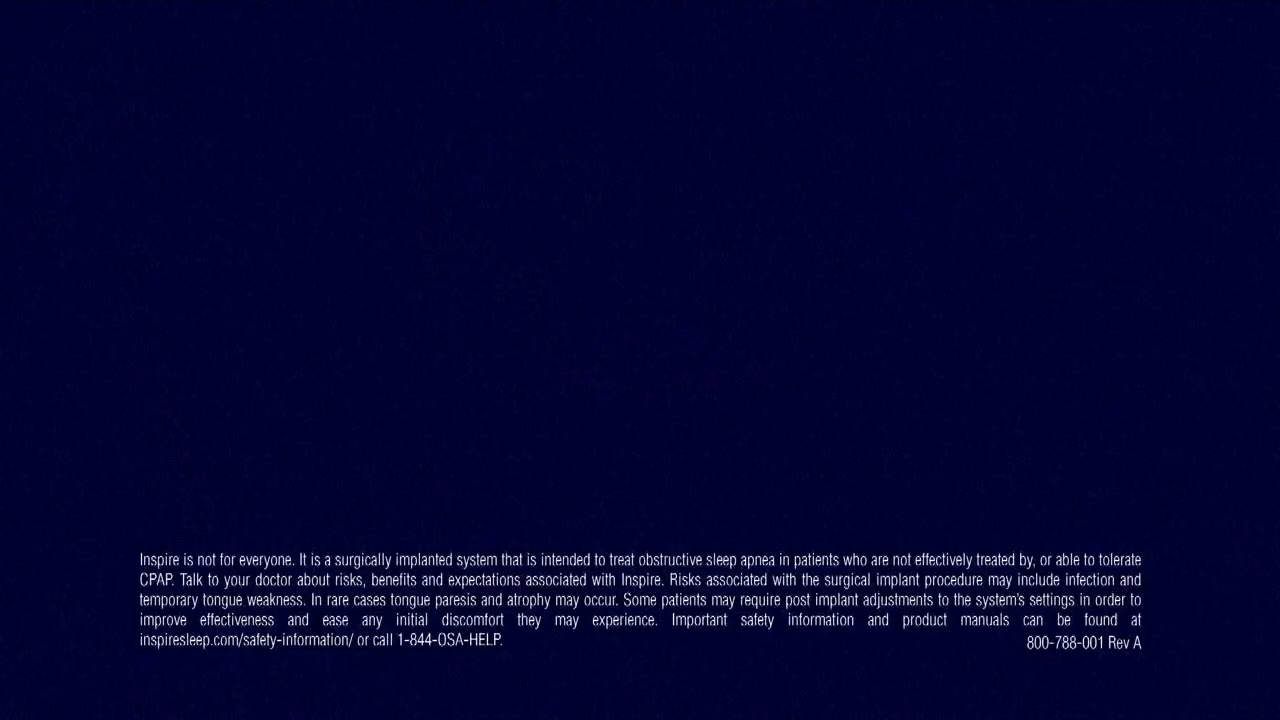 Inspire is not for everyone. It is a surgically implanted system that is intended to treat obstructive sleep apnea in patients who are not effectively treated by, or able to tolerate
CPAP. Talk to your doctor about risks, benefits and expectations associated with Inspire. Risks associated with the surgical implant procedure may include infection and
temporary tongue weakness. In rare cases tongue paresis and atrophy may occur. Some patients may require post implant adjustments to the system's settings in order to
improve effectiveness and ease any initial discomfort they may experience. Important safety information and product manuals can be found at
inspiresleep.com/safety-information/ or call 1-844-OSA-HELP.
800-788-001 Rev A